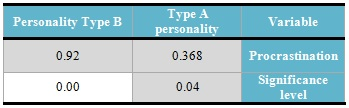 Personality Type B	Type A personality	Variable
0.92	0.368	Procrastination
0.00	0.04	Significance level